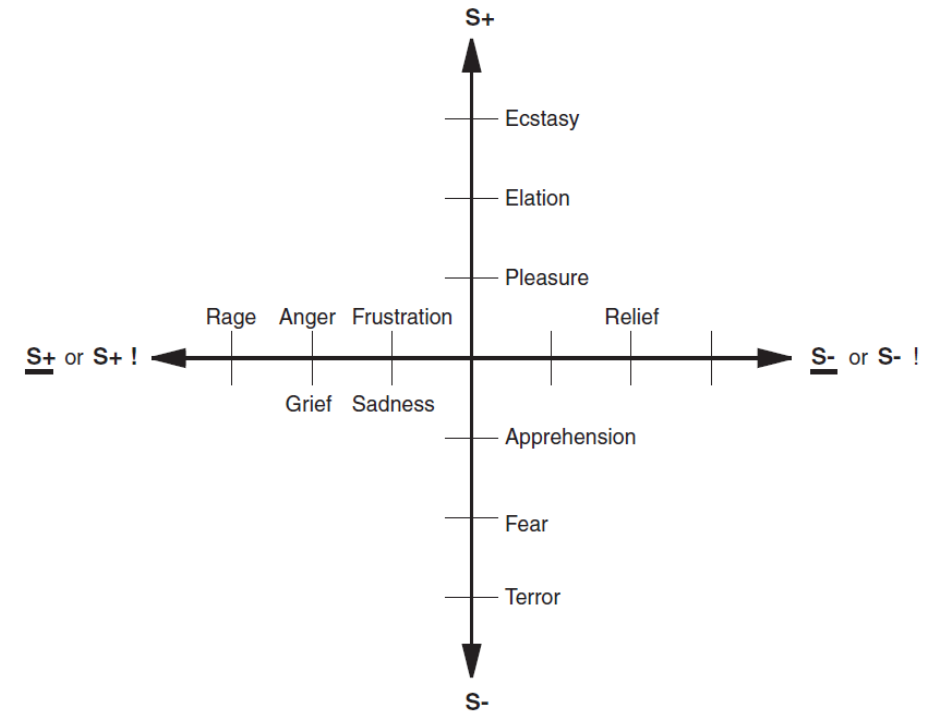 S+
Ecstasy
Elation
Pleasure
Rage Anger Frustration Relief
S+ or S+ ! S- or S- !
Grief Sadness
Apprehension
Fear
Terror
S-